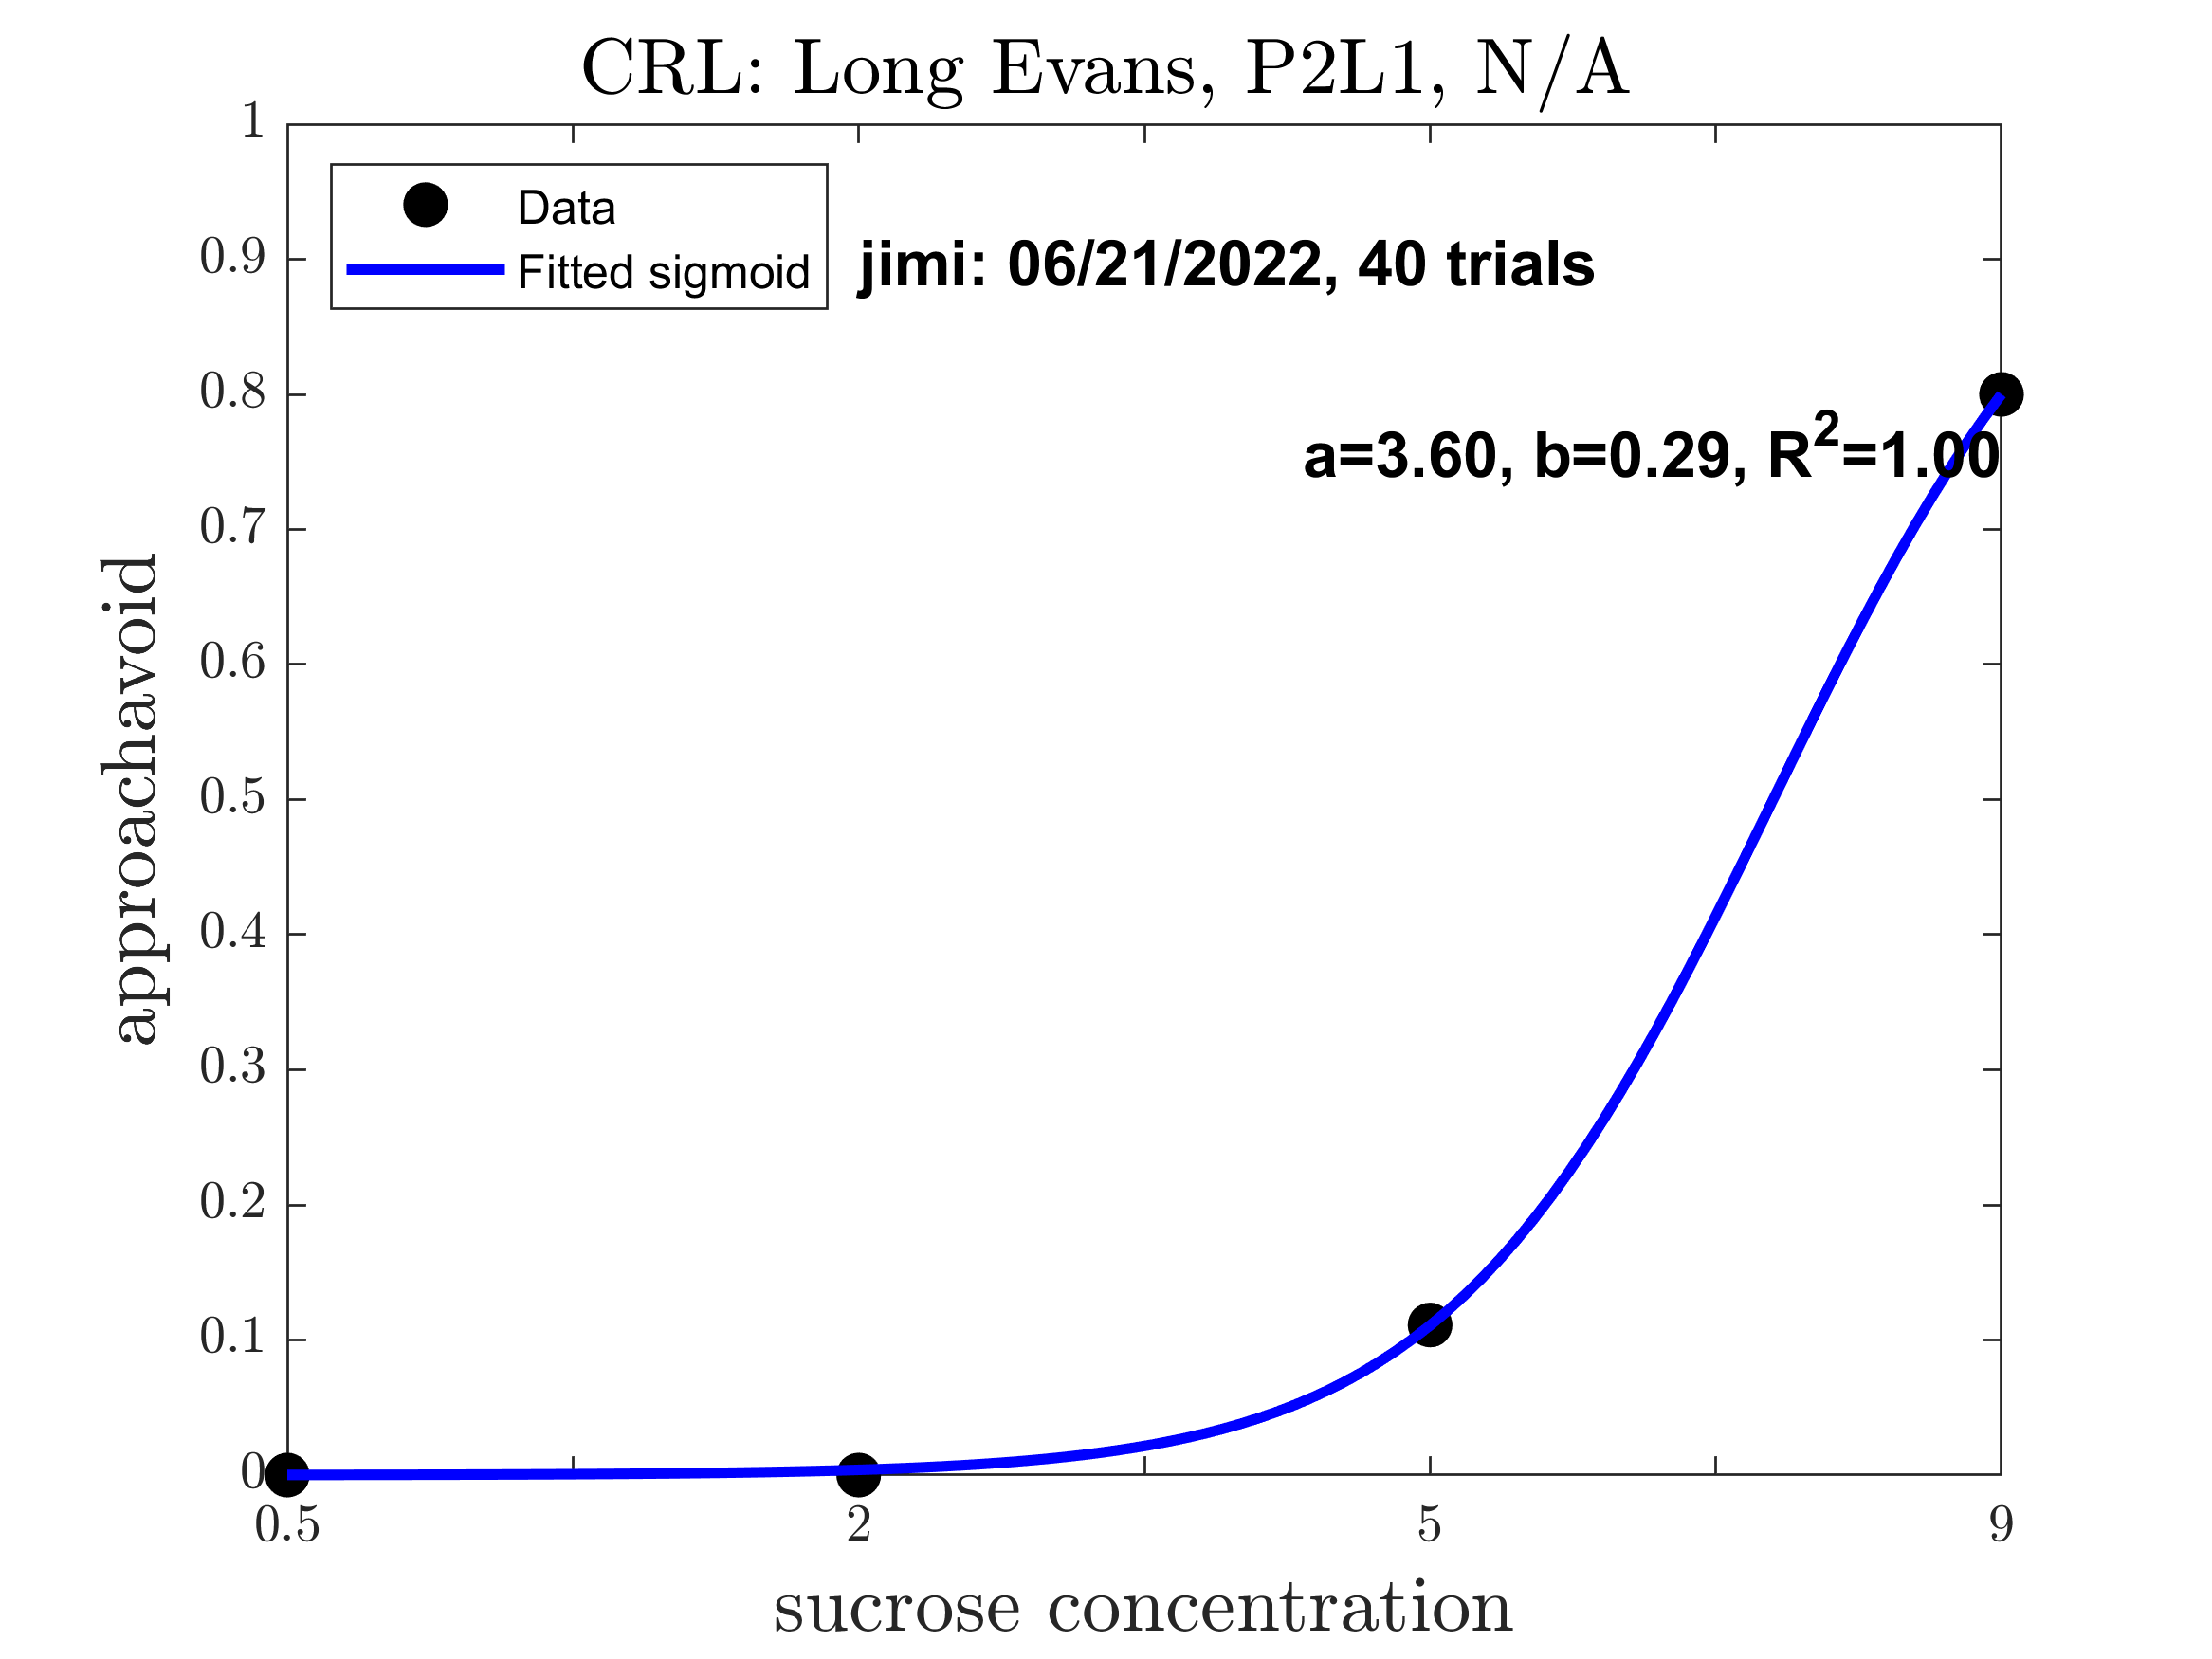 CRL: Long Evans, P2L1, N/A
1
0.9
0.8
0.7
0.6
0.5
0.4
0.3
0.2
0.1
0
Data
Fitted sigmoid
jimi: 06/21/2022, 40 trials
a=3.60, b=0.29, R²=1.00
approachavoid
0.5 2 5 9
sucrose concentration